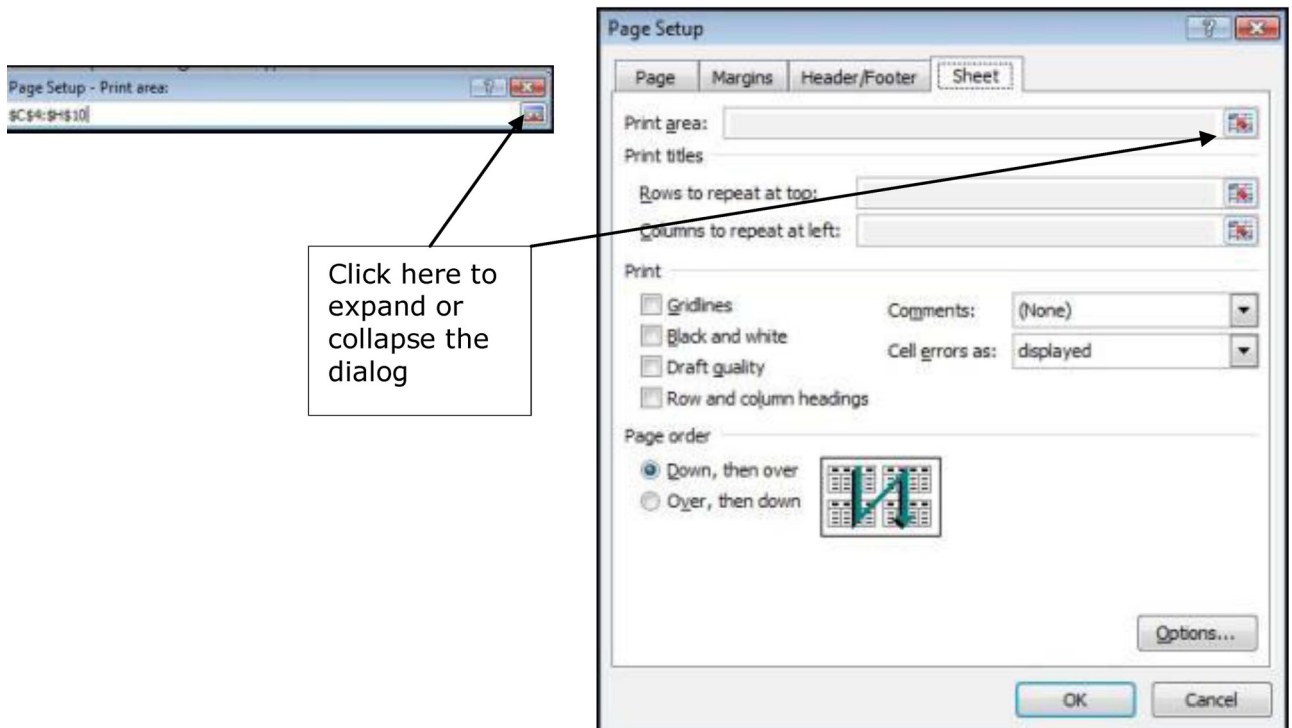 Page Setup - Print area:
$C$4:$H$10
Click here to
expand or
collapse the
dialog
Page Setup
Page Margins Header/Footer Sheet
Print area:
Print titles
Rows to repeat at top:
Columns to repeat at left:
Print
Gridlines
Black and white
Draft quality
Row and column headings
Comments: (None)
Cell errors as: displayed
Page order
Down, then over
Over, then down
Options...
OK Cancel